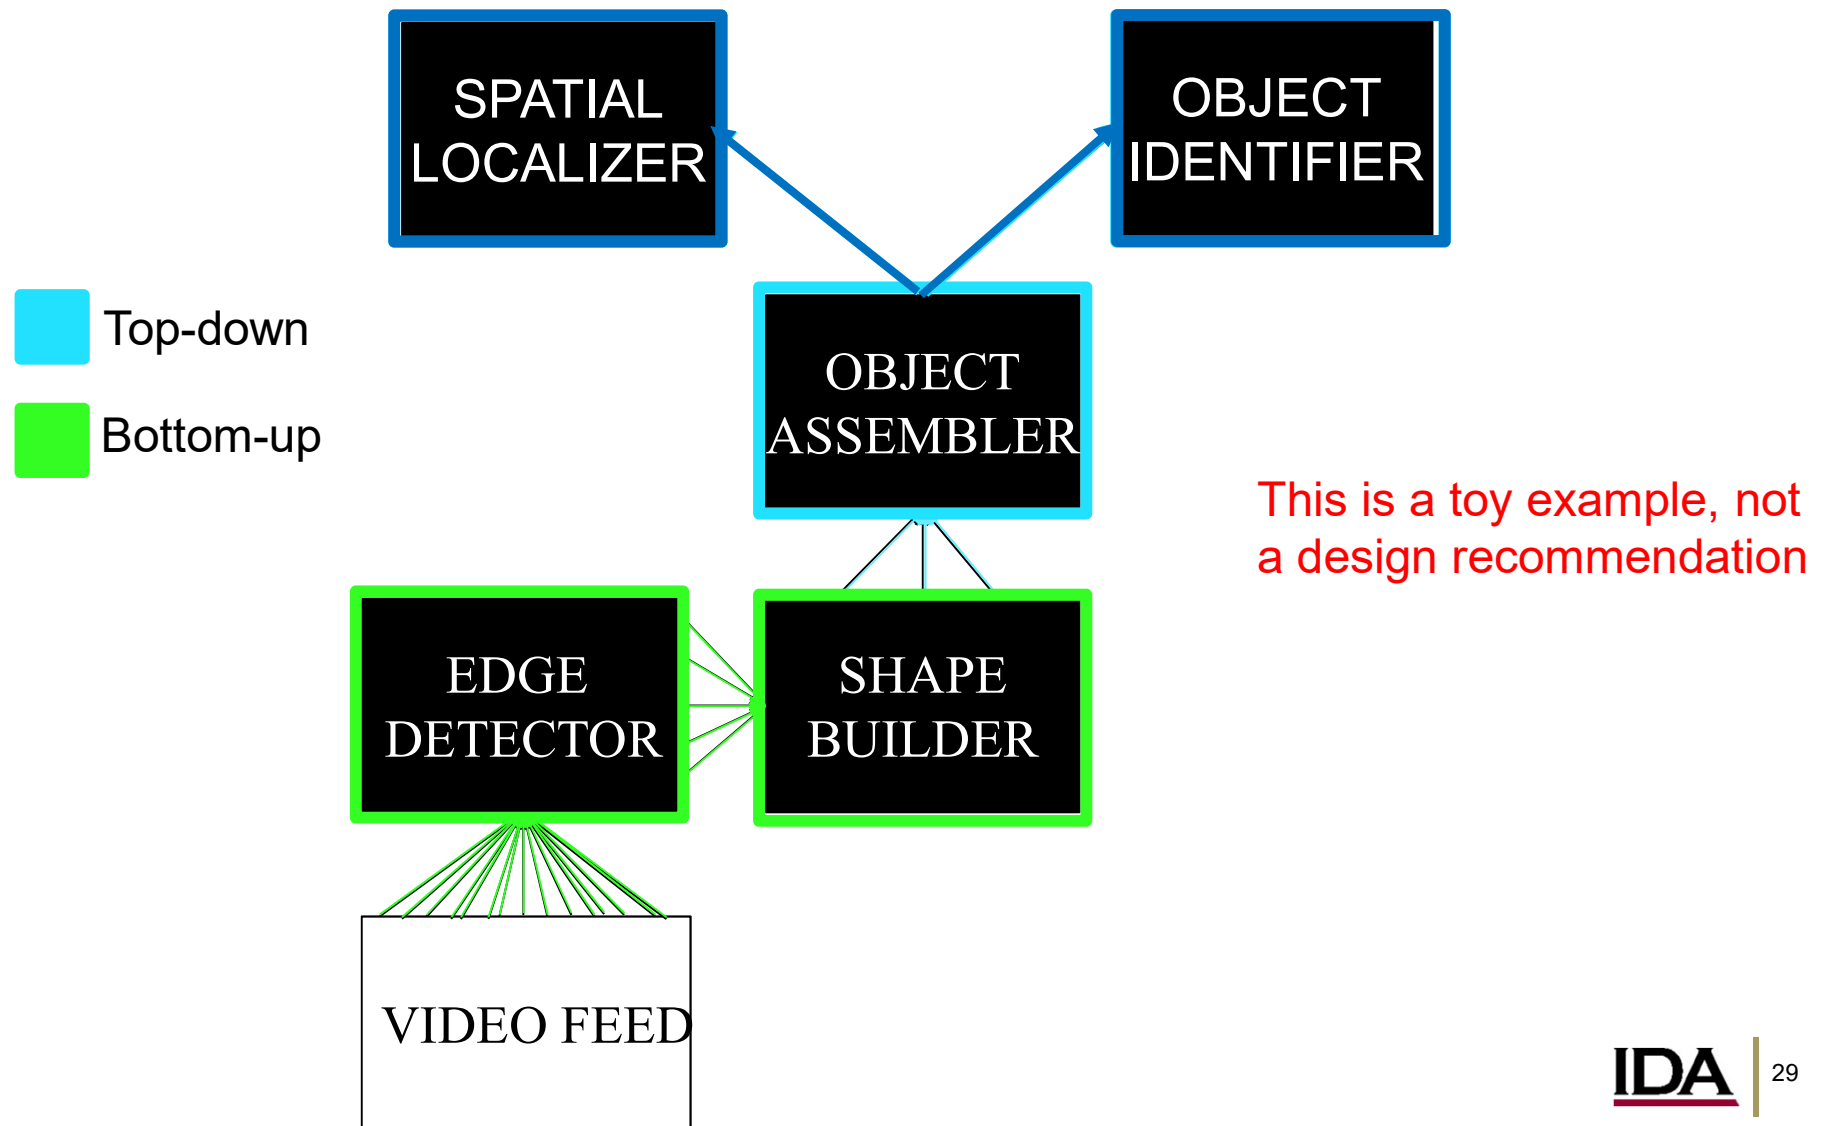 SPATIAL
LOCALIZER
OBJECT
IDENTIFIER
Top-down
Bottom-up
OBJECT
ASSEMBLER
This is a toy example, not
a design recommendation
EDGE
DETECTOR
SHAPE
BUILDER
VIDEO FEED
IDA
29